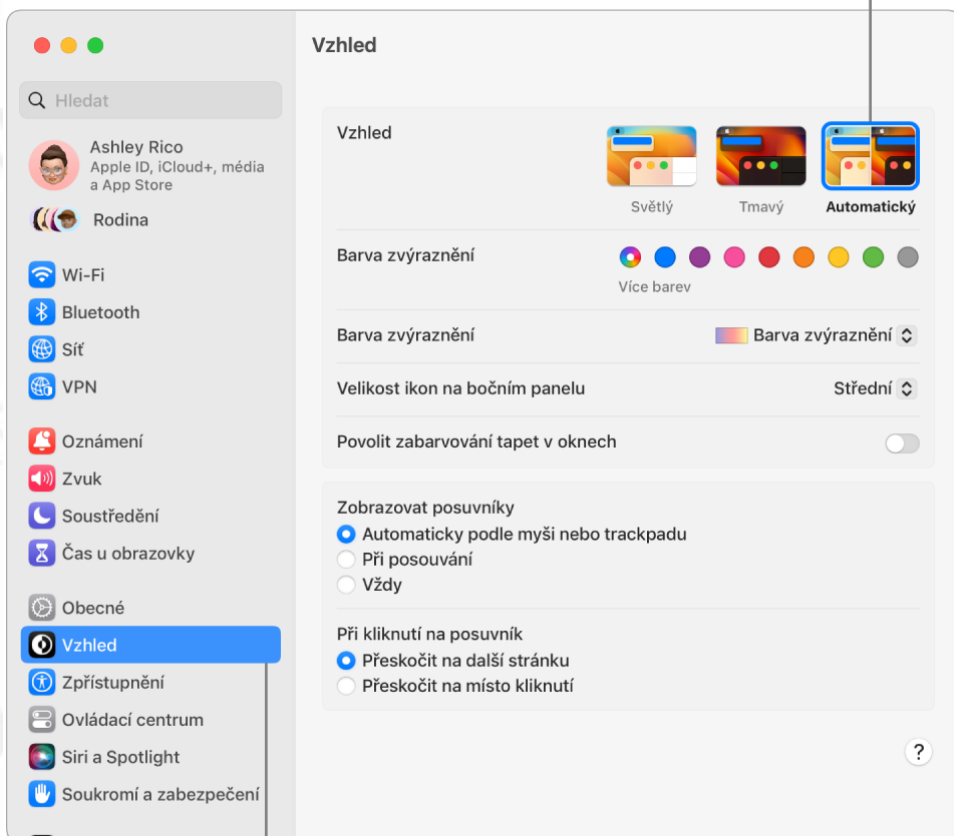 Vzhled
Hledat
Ashley Rico
Apple ID, iCloud+, média
a App Store
Rodina
Wi-Fi
Bluetooth
Síť
VPN
Oznámení
Zvuk
Soustředění
Čas u obrazovky
Obecné
Vzhled
Zpřístupnění
Ovládací centrum
Siri a Spotlight
Soukromí a zabezpečení
Vzhled
Světlý
Tmavý
Automatický
Barva zvýraznění
Více barev
Barva zvýraznění
Barva zvýraznění
Velikost ikon na bočním panelu
Střední
Povolit zabarvování tapet v oknech
Zobrazovat posuvníky
Automaticky podle myši nebo trackpadu
Při posouvání
Vždy
Při kliknutí na posuvník
Přeskočit na další stránku
Přeskočit na místo kliknutí
?